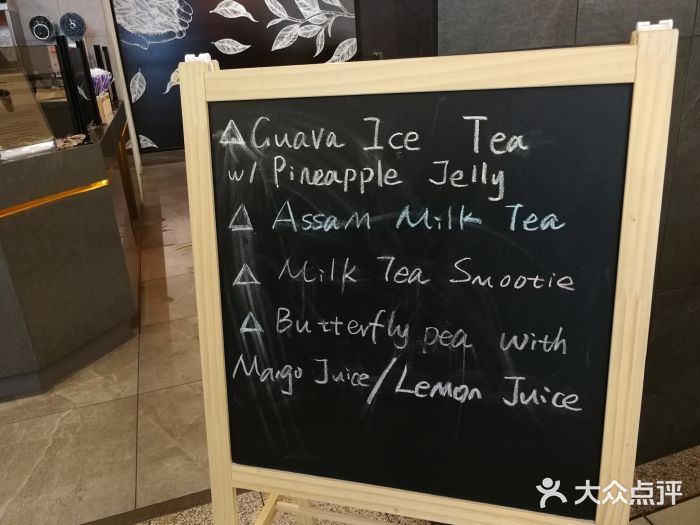 △ Guava Ice Tea
w/ Pineapple Jelly
△ Assam Milk Tea
△ Milk Tea Smootie
△ Butterfly pea with
Mango Juice/Lemon Juice
大众点评